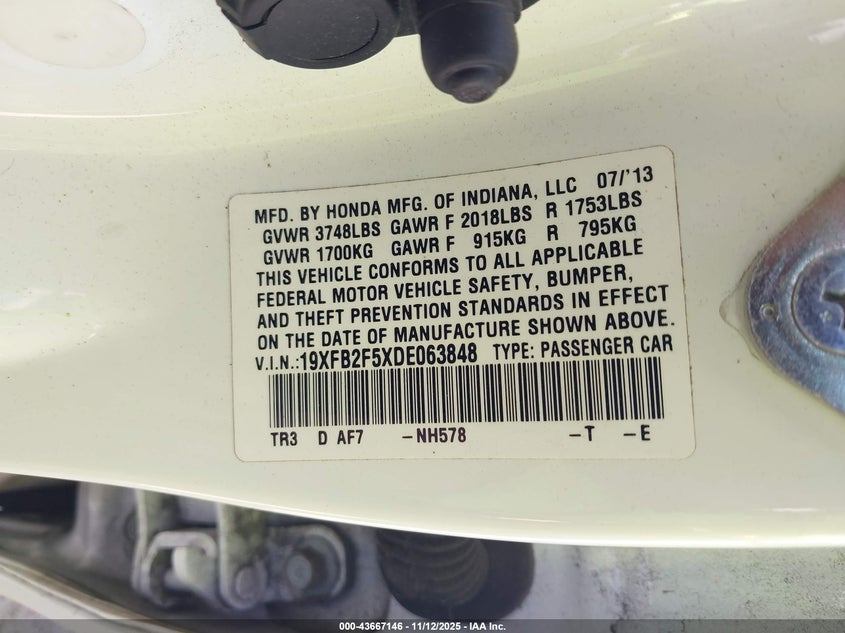 MFD. BY HONDA MFG. OF INDIANA, LLC 07/'13
GVWR 3748LBS GAWR F 2018LBS R 1753LBS
GVWR 1700KG GAWR F 915KG R 795KG
THIS VEHICLE CONFORMS TO ALL APPLICABLE
FEDERAL MOTOR VEHICLE SAFETY, BUMPER,
AND THEFT PREVENTION STANDARDS IN EFFECT
ON THE DATE OF MANUFACTURE SHOWN ABOVE.
V.I.N.:19XFB2F5XDE063848 TYPE: PASSENGER CAR
TR3 D AF7 -NH578 -T -E
000-43667146 - 11/12/2025 - IAA Inc.